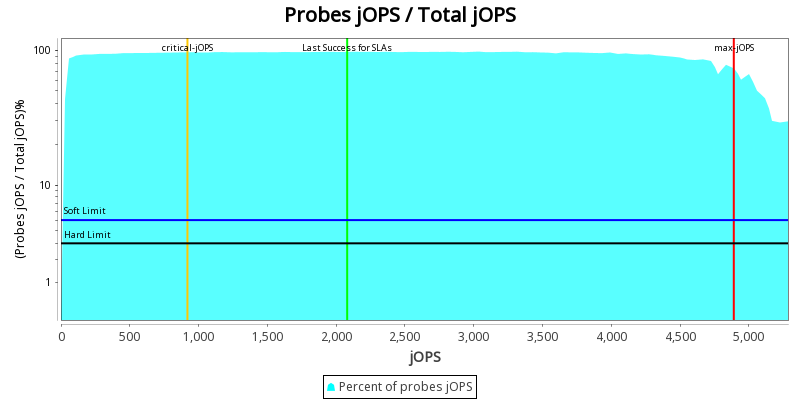 Probes jOPS / Total jOPS
(Probes jOPS / Total jOPS)%
100
10
1
critical-jOPS
Last Success for SLAs
max-jOPS
Soft Limit
Hard Limit
0 500 1,000 1,500 2,000 2,500 3,000 3,500 4,000 4,500 5,000
jOPS
Percent of probes jOPS